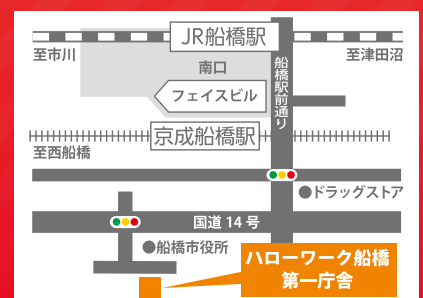 JR船橋駅
至市川
至津田沼
南口
船橋駅前通り
フェイスビル
京成船橋駅
至西船橋
●ドラッグストア
国道14号
●船橋市役所
ハローワーク船橋
第一庁舎